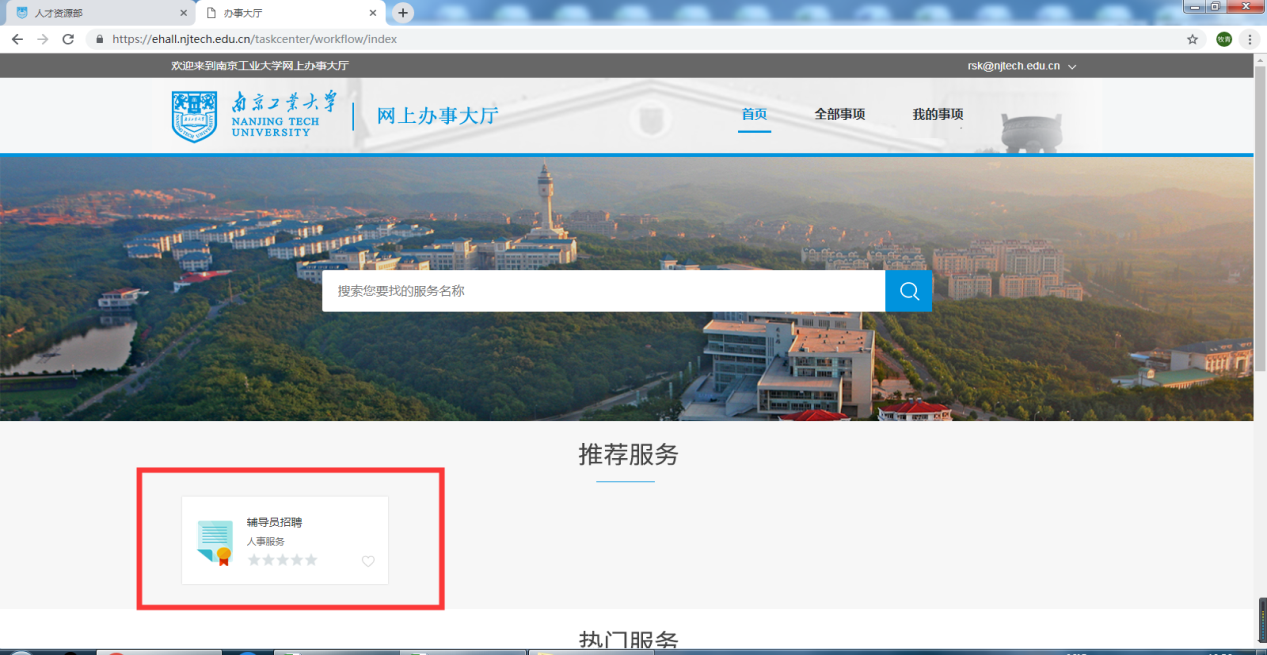 人才资源部
办事大厅
https://ehall.njtech.edu.cn/taskcenter/workflow/index
牧青
欢迎来到南京工业大学网上办事大厅
rsk@njtech.edu.cn
南京工业大学
NANJING TECH
UNIVERSITY
网上办事大厅
首页
全部事项
我的事项
搜索您要找的服务名称
推荐服务
辅导员招聘
人事服务
热门服务